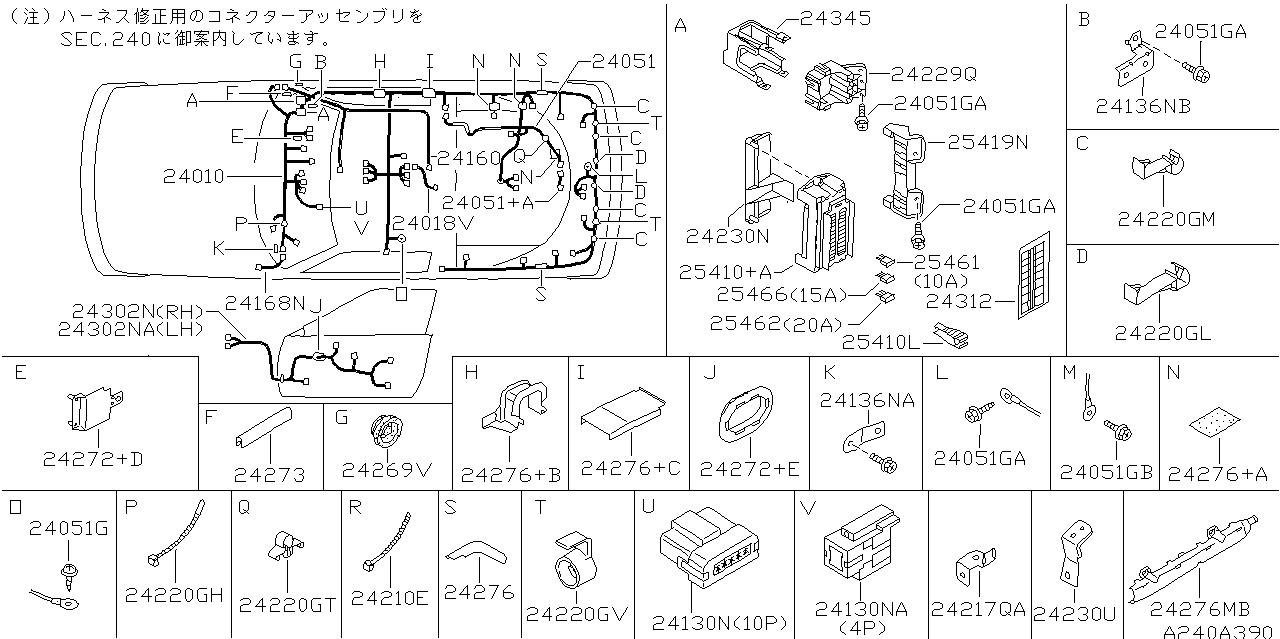 (注) ハーネス修正用のコネクターアッセンブリを
SEC.240に御案内しています。
G B H I N N S 24051
F
A
A
E
24010
P
K
24160
Q
N
24051+A
U
V
24018V
C
T
C
D
L
D
C
T
C
S
24168N
J
O
24302N(RH)
24302NA(LH)
A
24345
24229Q
24051GA
25419N
24051GA
24230N
25410+A
25461
(10A)
25466(15A)
24312
25462(20A)
25410L
B
24051GA
24136NB
C
24220GM
D
24220GL
E
24272+D
F
24273
G
24269V
H
24276+B
I
24276+C
J
24272+E
K
24136NA
L
24051GA
M
24051GB
N
24276+A
O
24051G
P
24220GH
Q
24220GT
R
24210E
S
24276
T
24220GV
U
24130N(10P)
V
24130NA
(4P)
24217QA
24230U
24276MB
A240A390